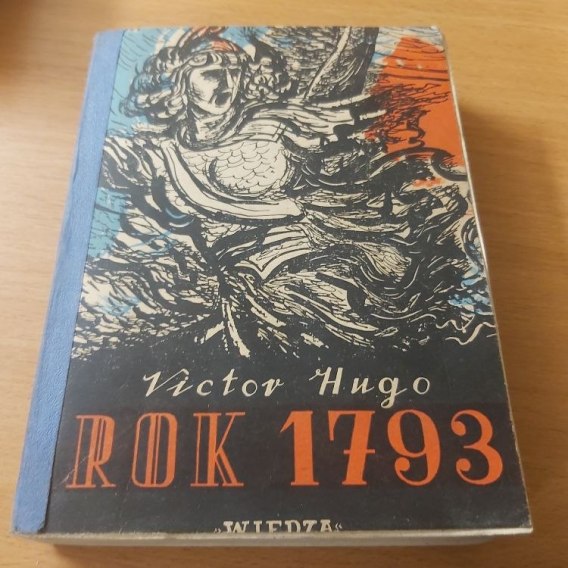 Victor Hugo
ROK 1793
„WIEDZA“